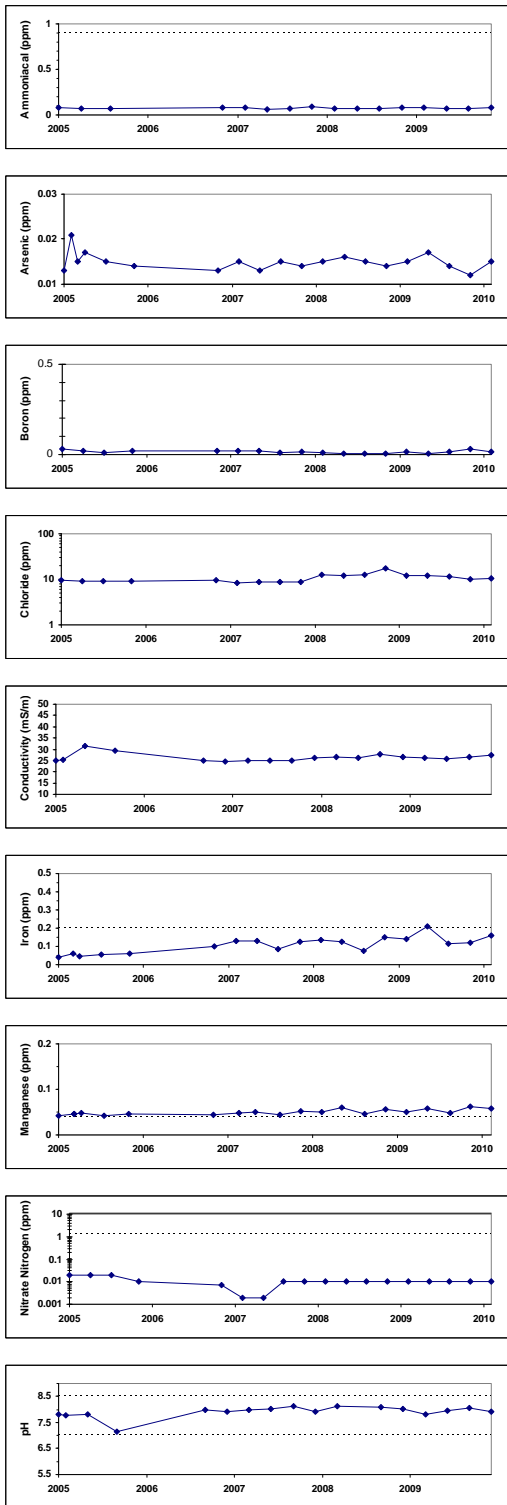 Ammoniacal (ppm)
1
0.5
0
2005 2006 2007 2008 2009
Arsenic (ppm)
0.03
0.02
0.01
2005 2006 2007 2008 2009 2010
Boron (ppm)
0.5
0
2005 2006 2007 2008 2009 2010
Chloride (ppm)
100
10
1
2005 2006 2007 2008 2009 2010
Conductivity (mS/m)
50
45
40
35
30
25
20
15
10
2005 2006 2007 2008 2009
Iron (ppm)
0.5
0.4
0.3
0.2
0.1
0
2005 2006 2007 2008 2009 2010
Manganese (ppm)
0.2
0.1
0
2005 2006 2007 2008 2009 2010
Nitrate Nitrogen (ppm)
10
1
0.1
0.01
0.001
2005 2006 2007 2008 2009 2010
pH
8.5
7.5
6.5
5.5
2005 2006 2007 2008 2009